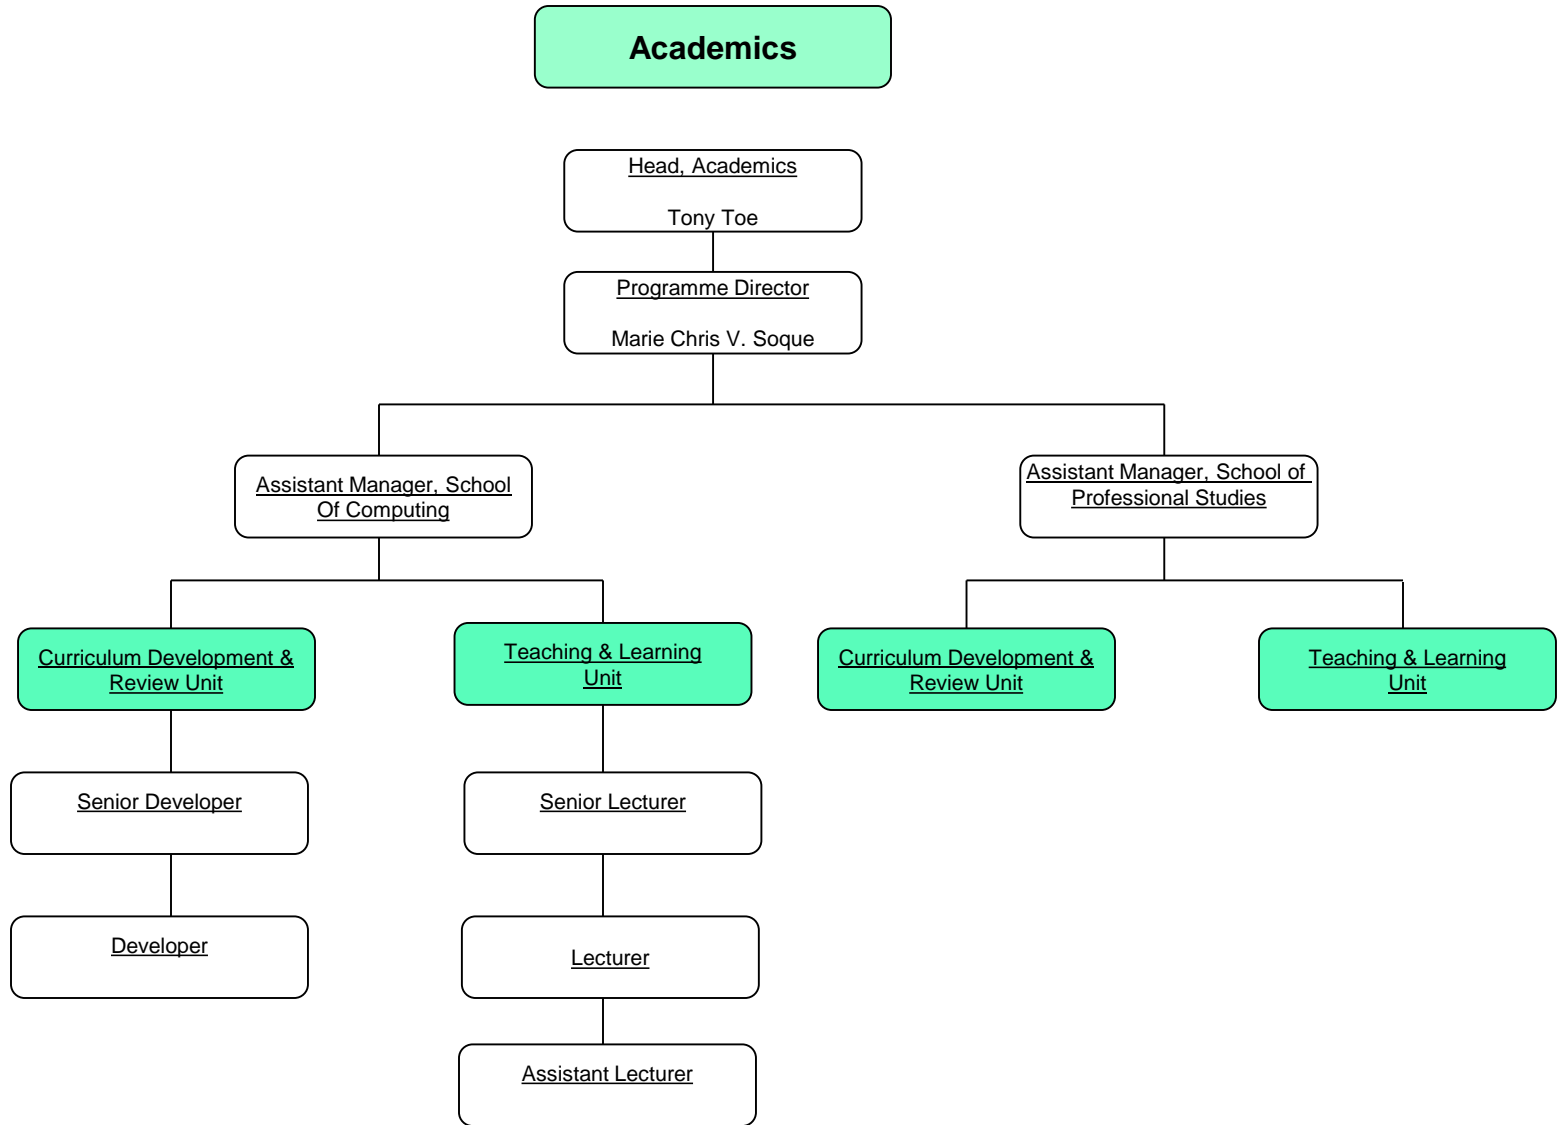 Academics
Head, Academics
Tony Toe
Programme Director
Marie Chris V. Soque
Assistant Manager, School
Of Computing
Assistant Manager, School of
Professional Studies
Curriculum Development &
Review Unit
Teaching & Learning
Unit
Curriculum Development &
Review Unit
Teaching & Learning
Unit
Senior Developer
Senior Lecturer
Developer
Lecturer
Assistant Lecturer